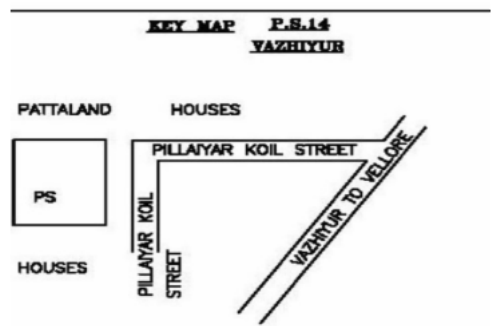 KEY MAP P.S.14
VAZHIYUR
PATTALAND HOUSES
PILLAIYAR KOIL STREET
PS
PILLAIYAR KOIL
STREET
VAZHIYUR TO VELLORE
HOUSES